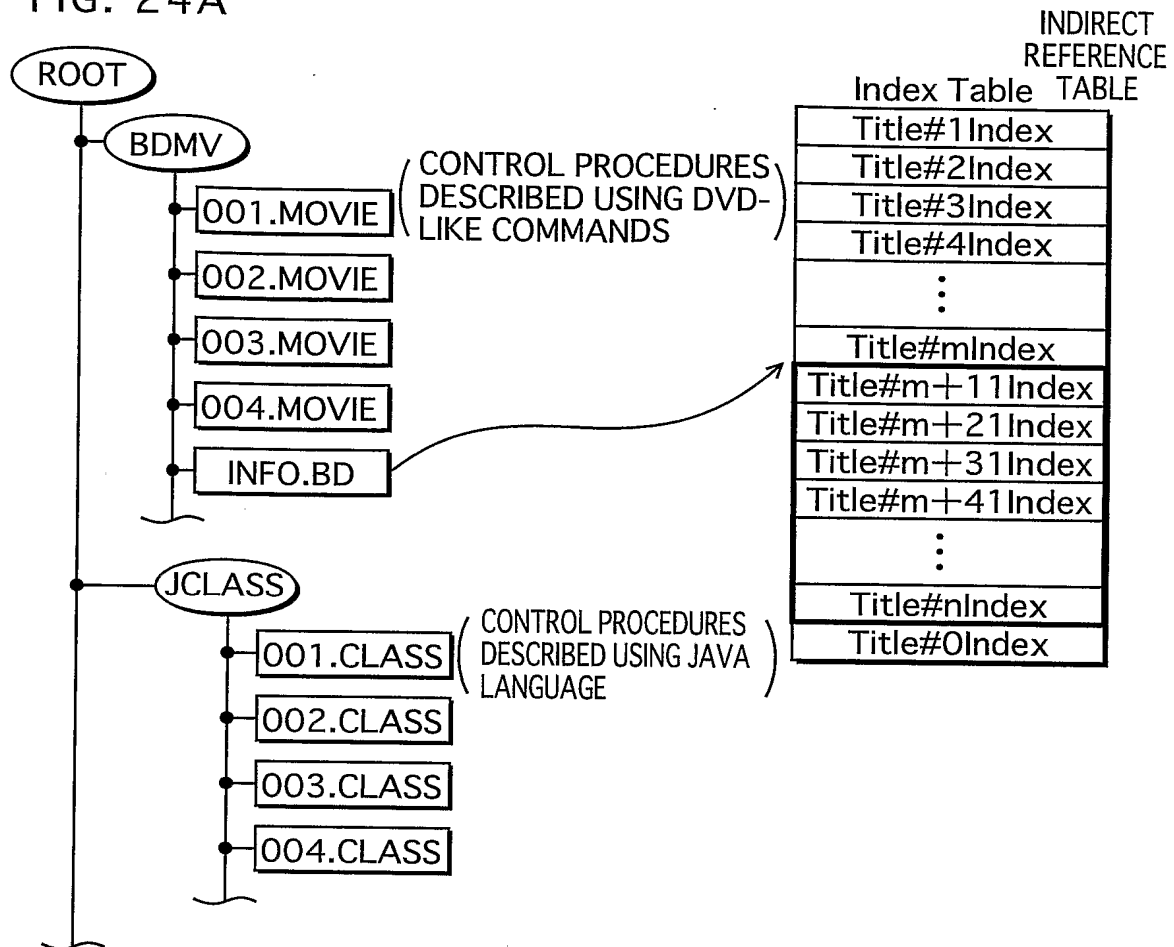 FIG. 24A
ROOT
BDMV
001.MOVIE
(CONTROL PROCEDURES
DESCRIBED USING DVD-
LIKE COMMANDS)
002.MOVIE
003.MOVIE
004.MOVIE
INFO.BD
JCLASS
001.CLASS
(CONTROL PROCEDURES
DESCRIBED USING JAVA
LANGUAGE)
002.CLASS
003.CLASS
004.CLASS
INDIRECT
REFERENCE
TABLE
Index Table
Title#1Index
Title#2Index
Title#3Index
Title#4Index
⋮
Title#mIndex
Title#m+11Index
Title#m+21Index
Title#m+31Index
Title#m+41Index
⋮
Title#nIndex
Title#0Index